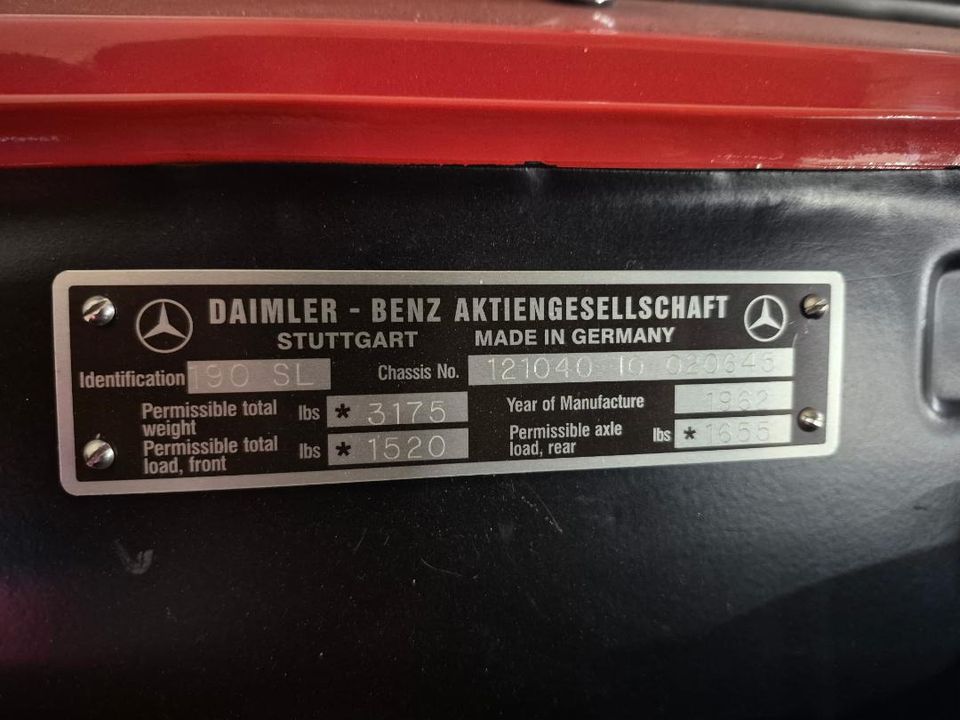 DAIMLER - BENZ AKTIENGESELLSCHAFT
STUTTGART MADE IN GERMANY
Identification 190 SL Chassis No. 121040 10 020645
Permissible total weight lbs * 3175 Year of Manufacture 1962
Permissible total load, front lbs * 1520 Permissible axle load, rear lbs * 1655